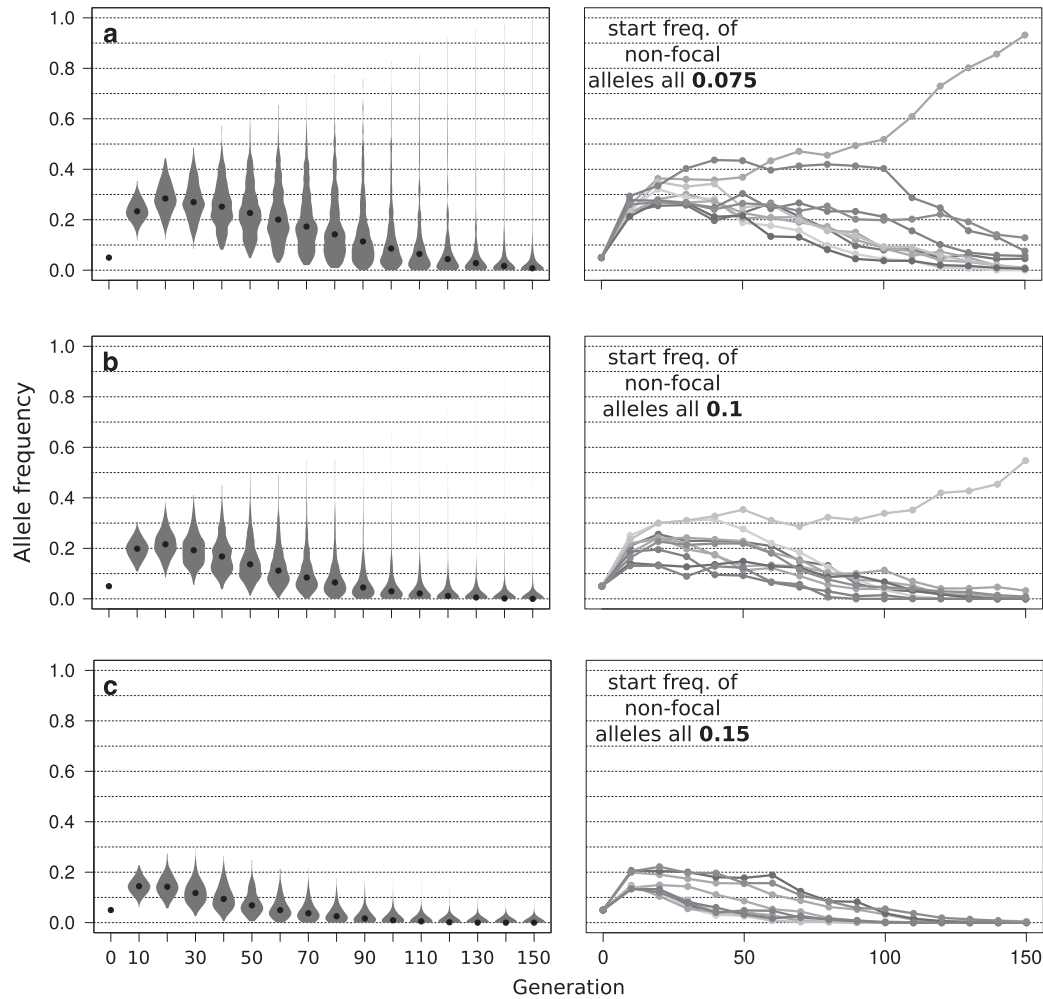 a
1.0
0.8
0.6
0.4
0.2
0.0
start freq. of
non-focal
alleles all 0.075
b
1.0
0.8
0.6
0.4
0.2
0.0
start freq. of
non-focal
alleles all 0.1
Allele frequency
c
1.0
0.8
0.6
0.4
0.2
0.0
start freq. of
non-focal
alleles all 0.15
0 10 30 50 70 90 110 130 150
0 50 100 150
Generation